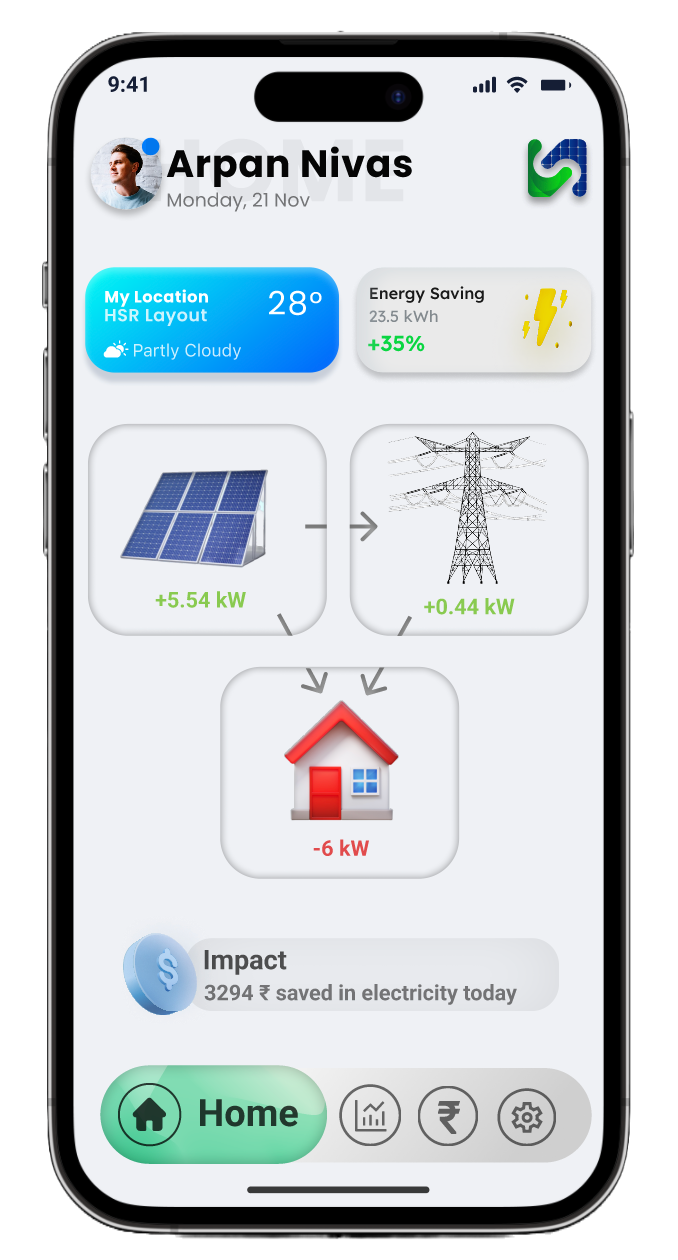 9:41
HOME
Arpan Nivas
Monday, 21 Nov
My Location
HSR Layout
28°
Partly Cloudy
Energy Saving
23.5 kWh
+35%
+5.54 kW
+0.44 kW
-6 kW
$
Impact
3294 ₹ saved in electricity today
Home
₹